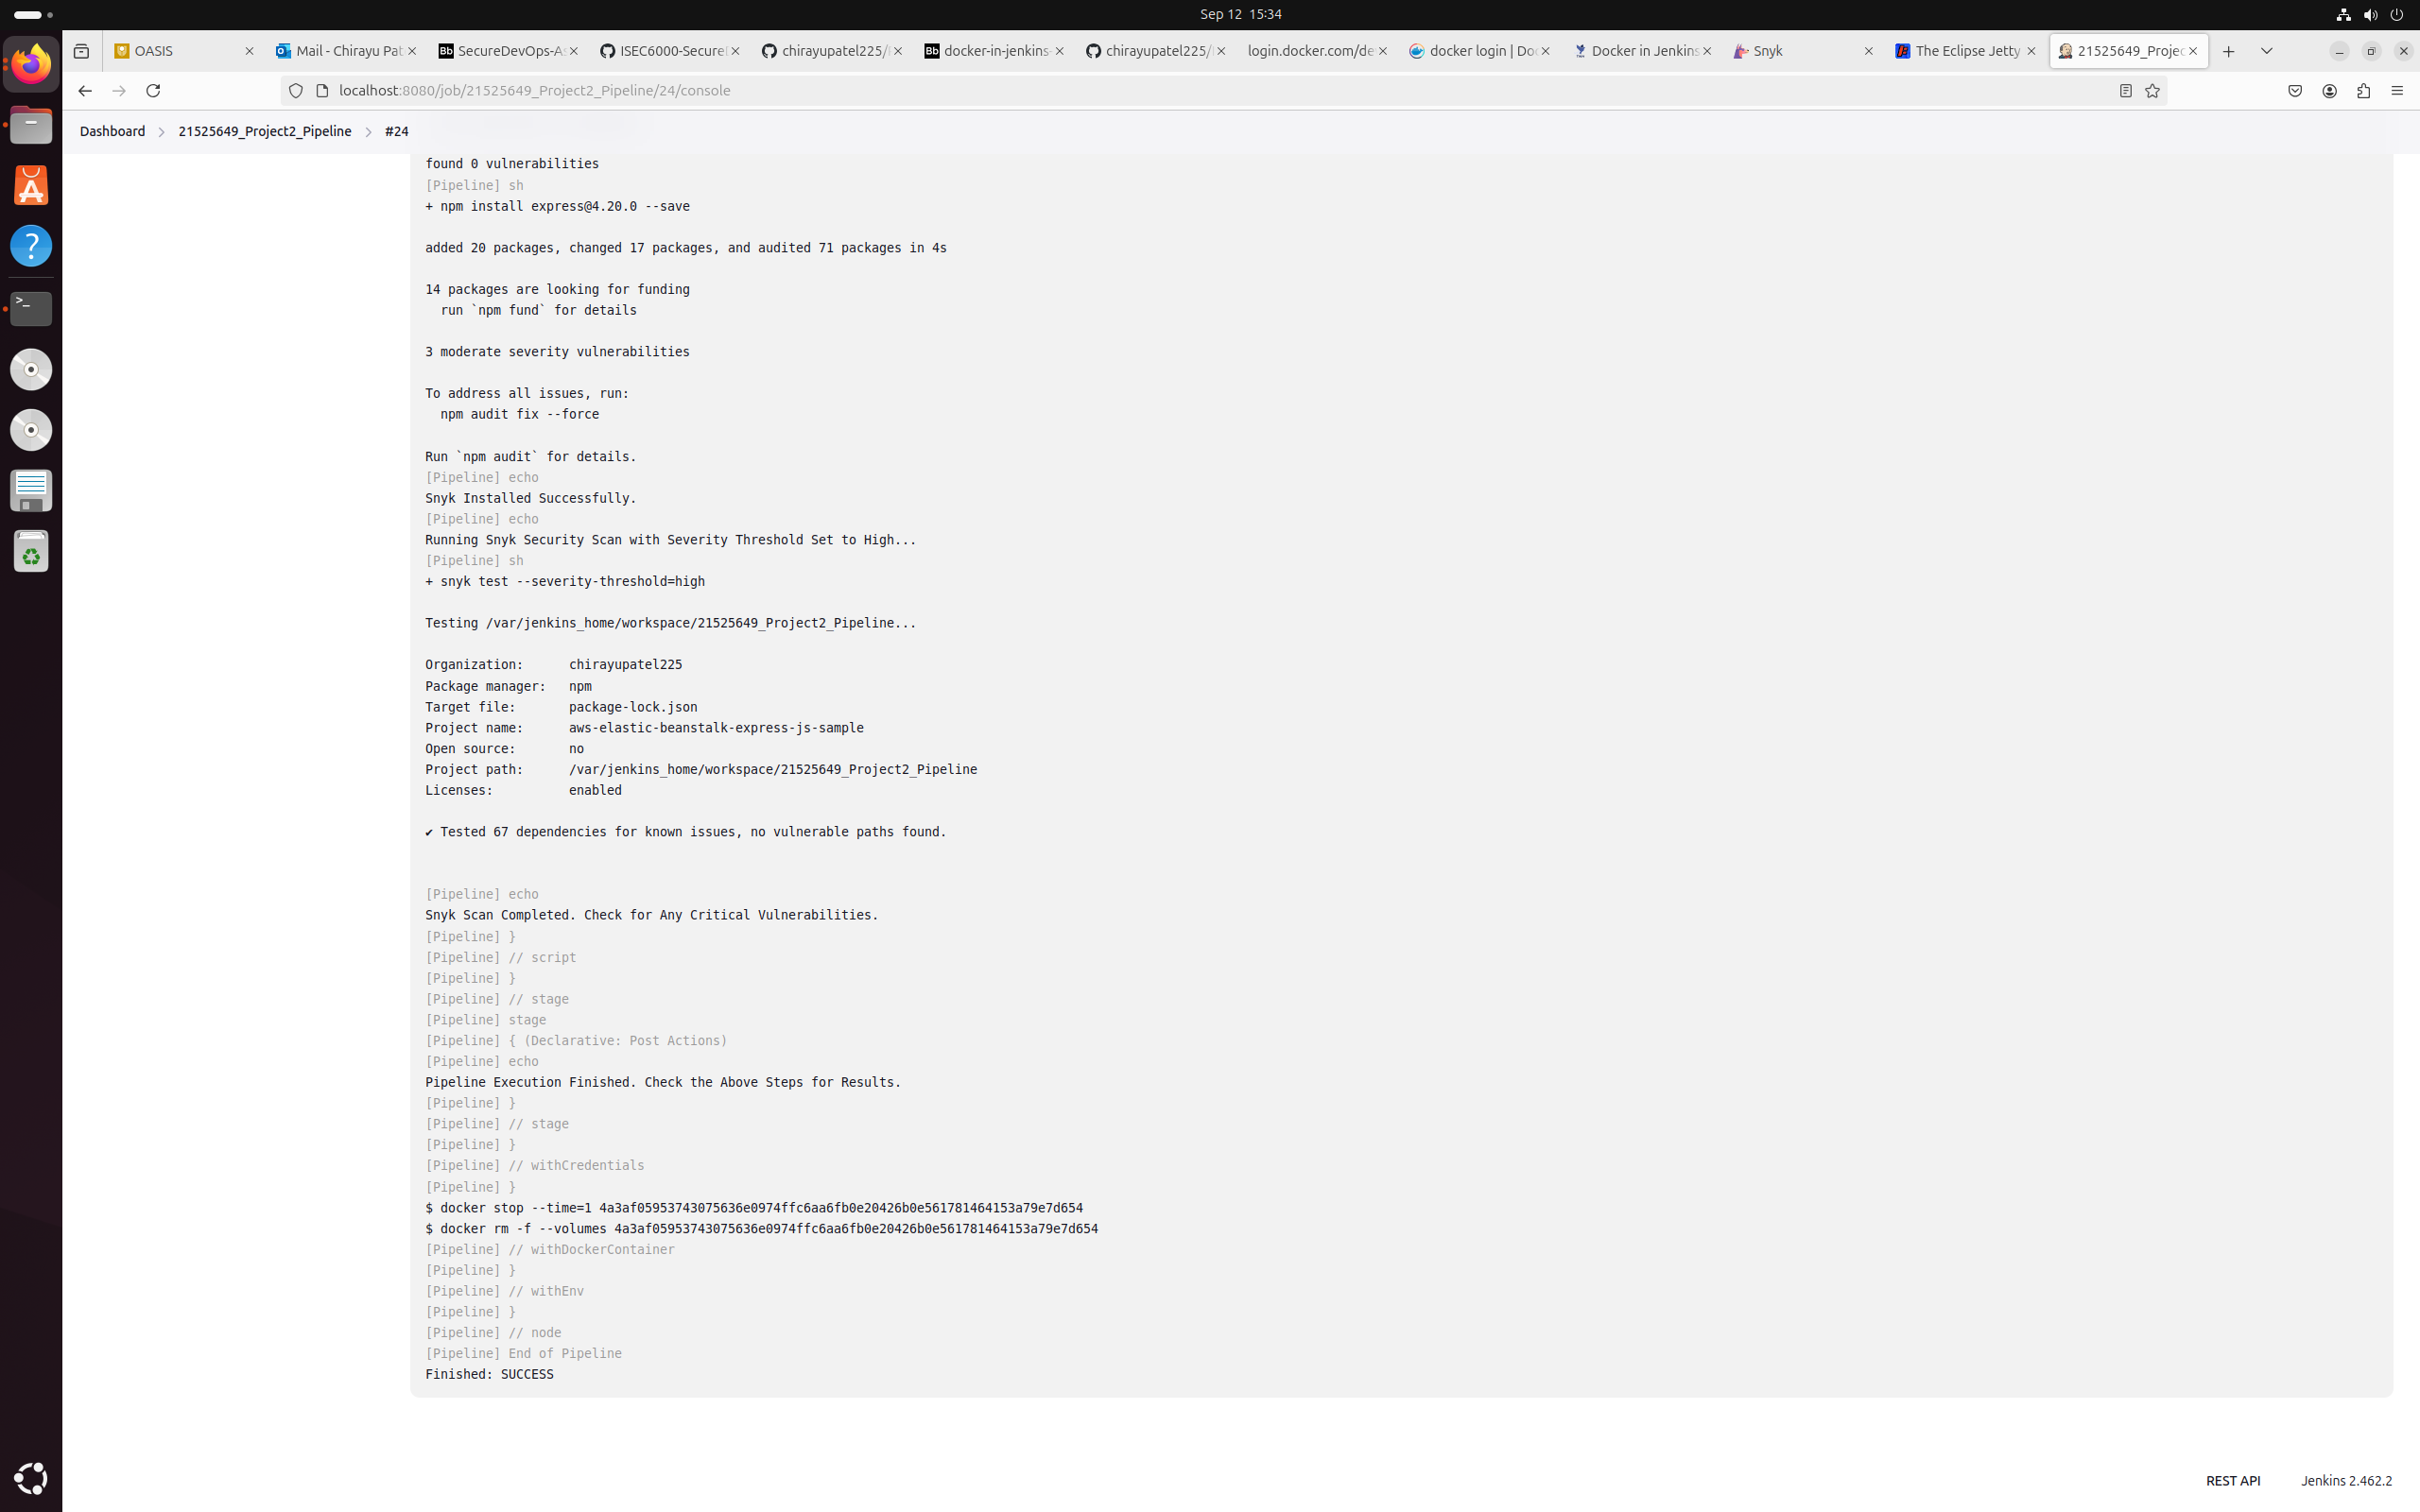 Sep 12 15:34
OASIS
Mail - Chirayu Pat
SecureDevOps-As
ISEC6000-Secure
chirayupatel225/
docker-in-jenkins-
chirayupatel225/
login.docker.com/de
docker login | Do
Docker in Jenkins
Snyk
The Eclipse Jetty
21525649_Projec
localhost:8080/job/21525649_Project2_Pipeline/24/console
Dashboard > 21525649_Project2_Pipeline > #24
found 0 vulnerabilities
[Pipeline] sh
+ npm install express@4.20.0 --save
added 20 packages, changed 17 packages, and audited 71 packages in 4s
14 packages are looking for funding
run `npm fund` for details
3 moderate severity vulnerabilities
To address all issues, run:
npm audit fix --force
Run `npm audit` for details.
[Pipeline] echo
Snyk Installed Successfully.
[Pipeline] echo
Running Snyk Security Scan with Severity Threshold Set to High...
[Pipeline] sh
+ snyk test --severity-threshold=high
Testing /var/jenkins_home/workspace/21525649_Project2_Pipeline...
Organization: chirayupatel225
Package manager: npm
Target file: package-lock.json
Project name: aws-elastic-beanstalk-express-js-sample
Open source: no
Project path: /var/jenkins_home/workspace/21525649_Project2_Pipeline
Licenses: enabled
✔ Tested 67 dependencies for known issues, no vulnerable paths found.
[Pipeline] echo
Snyk Scan Completed. Check for Any Critical Vulnerabilities.
[Pipeline] }
[Pipeline] // script
[Pipeline] }
[Pipeline] // stage
[Pipeline] stage
[Pipeline] { (Declarative: Post Actions)
[Pipeline] echo
Pipeline Execution Finished. Check the Above Steps for Results.
[Pipeline] }
[Pipeline] // stage
[Pipeline] }
[Pipeline] // withCredentials
[Pipeline] }
$ docker stop --time=1 4a3af05953743075636e0974ffc6aa6fb0e20426b0e561781464153a79e7d654
$ docker rm -f --volumes 4a3af05953743075636e0974ffc6aa6fb0e20426b0e561781464153a79e7d654
[Pipeline] // withDockerContainer
[Pipeline] }
[Pipeline] // withEnv
[Pipeline] }
[Pipeline] // node
[Pipeline] End of Pipeline
Finished: SUCCESS
REST API Jenkins 2.462.2